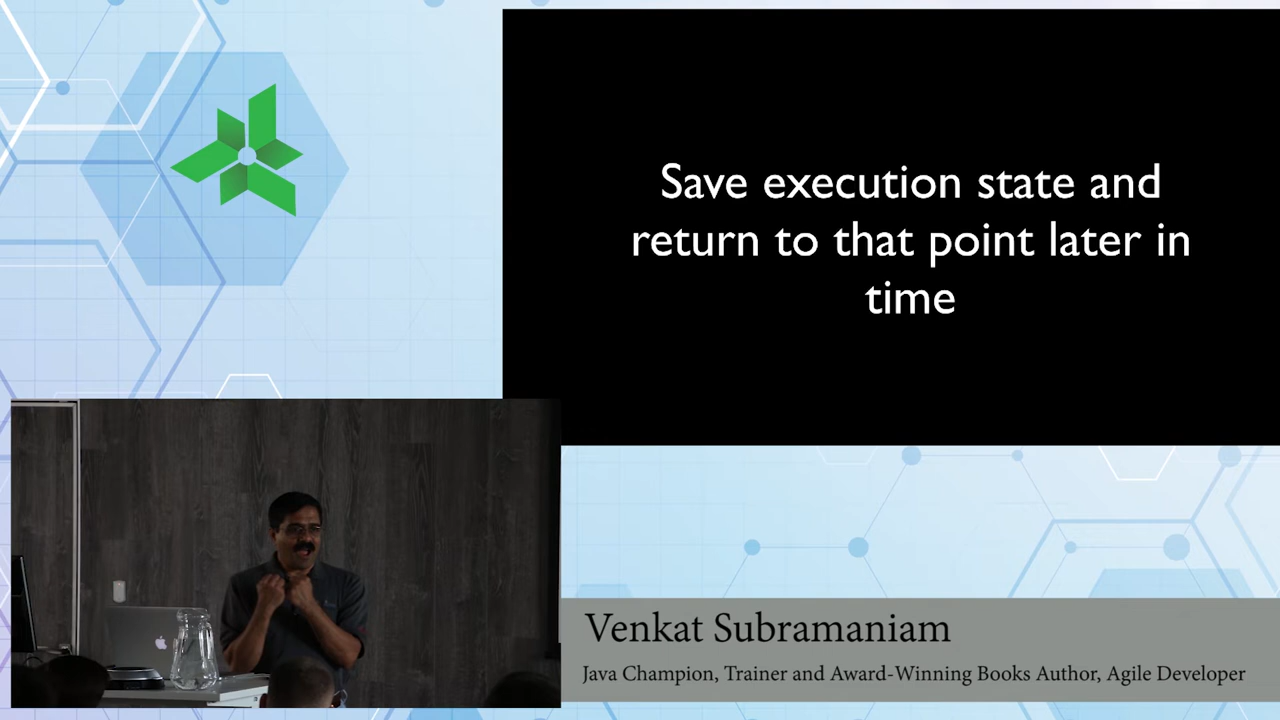 Save execution state and
return to that point later in
time
Venkat Subramaniam
Java Champion, Trainer and Award-Winning Books Author, Agile Developer